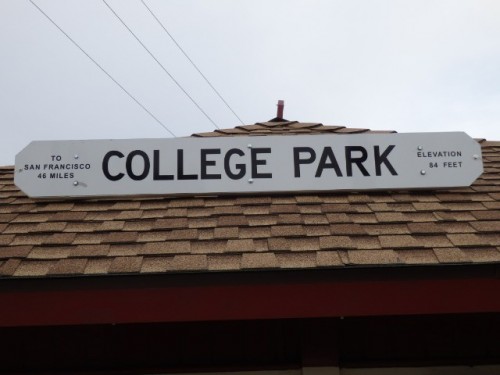 TO
SAN FRANCISCO
46 MILES
COLLEGE PARK
ELEVATION
84 FEET